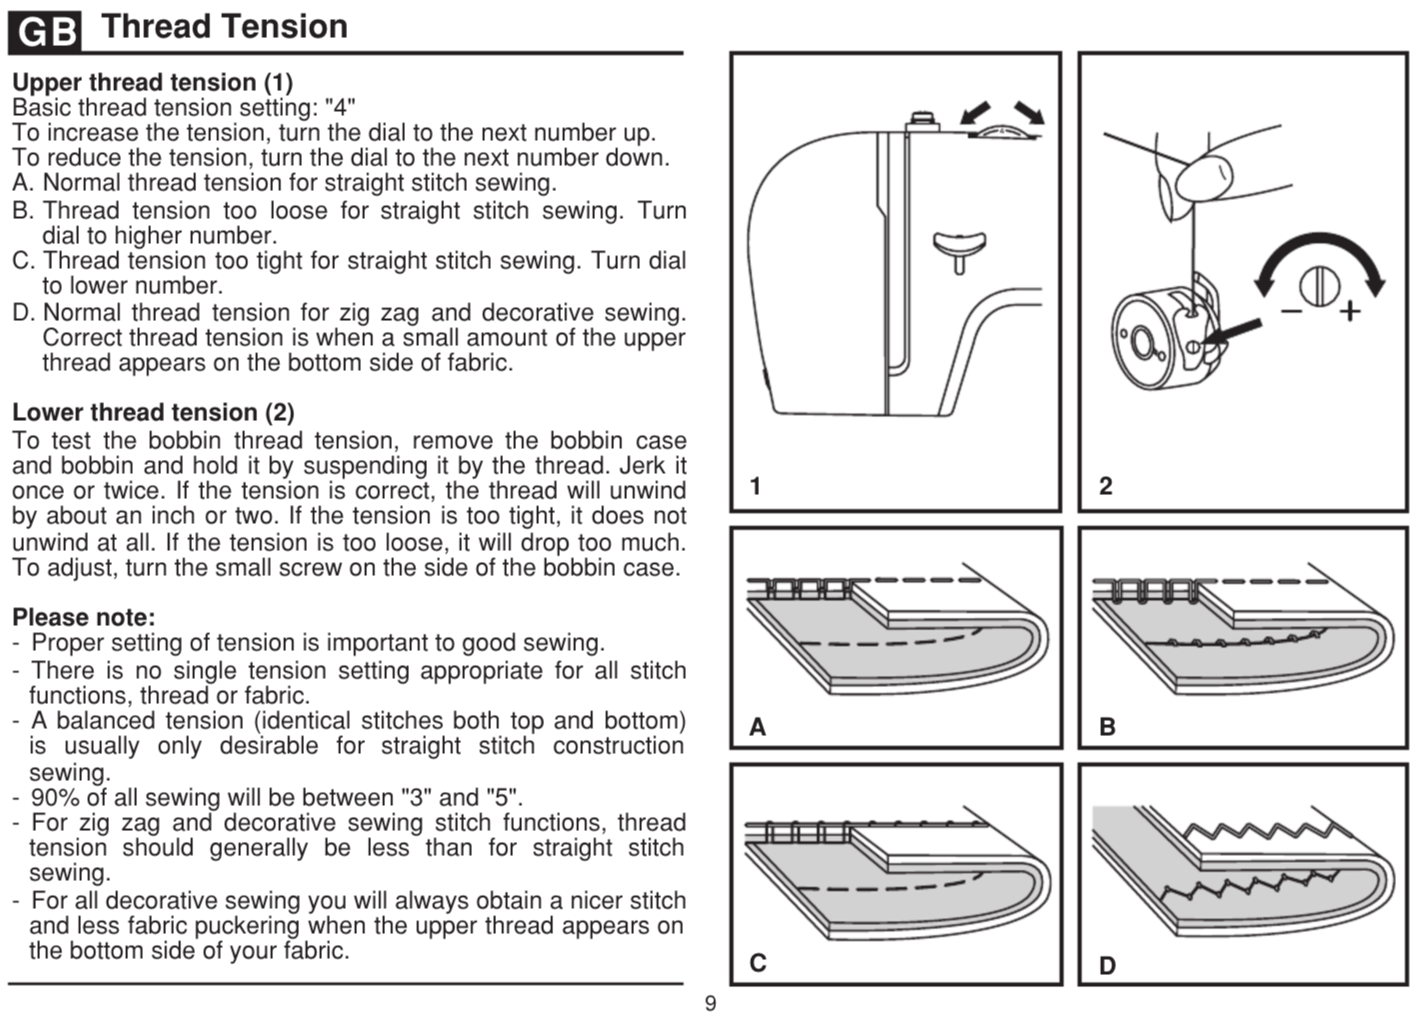 GB Thread Tension
Upper thread tension (1)
Basic thread tension setting: "4"
To increase the tension, turn the dial to the next number up.
To reduce the tension, turn the dial to the next number down.
A. Normal thread tension for straight stitch sewing.
B. Thread tension too loose for straight stitch sewing. Turn
dial to higher number.
C. Thread tension too tight for straight stitch sewing. Turn dial
to lower number.
D. Normal thread tension for zig zag and decorative sewing.
Correct thread tension is when a small amount of the upper
thread appears on the bottom side of fabric.
Lower thread tension (2)
To test the bobbin thread tension, remove the bobbin case
and bobbin and hold it by suspending it by the thread. Jerk it
once or twice. If the tension is correct, the thread will unwind
by about an inch or two. If the tension is too tight, it does not
unwind at all. If the tension is too loose, it will drop too much.
To adjust, turn the small screw on the side of the bobbin case.
Please note:
- Proper setting of tension is important to good sewing.
- There is no single tension setting appropriate for all stitch
functions, thread or fabric.
- A balanced tension (identical stitches both top and bottom)
is usually only desirable for straight stitch construction
sewing.
- 90% of all sewing will be between "3" and "5".
- For zig zag and decorative sewing stitch functions, thread
tension should generally be less than for straight stitch
sewing.
- For all decorative sewing you will always obtain a nicer stitch
and less fabric puckering when the upper thread appears on
the bottom side of your fabric.
1
− +
2
A
B
C
D
9